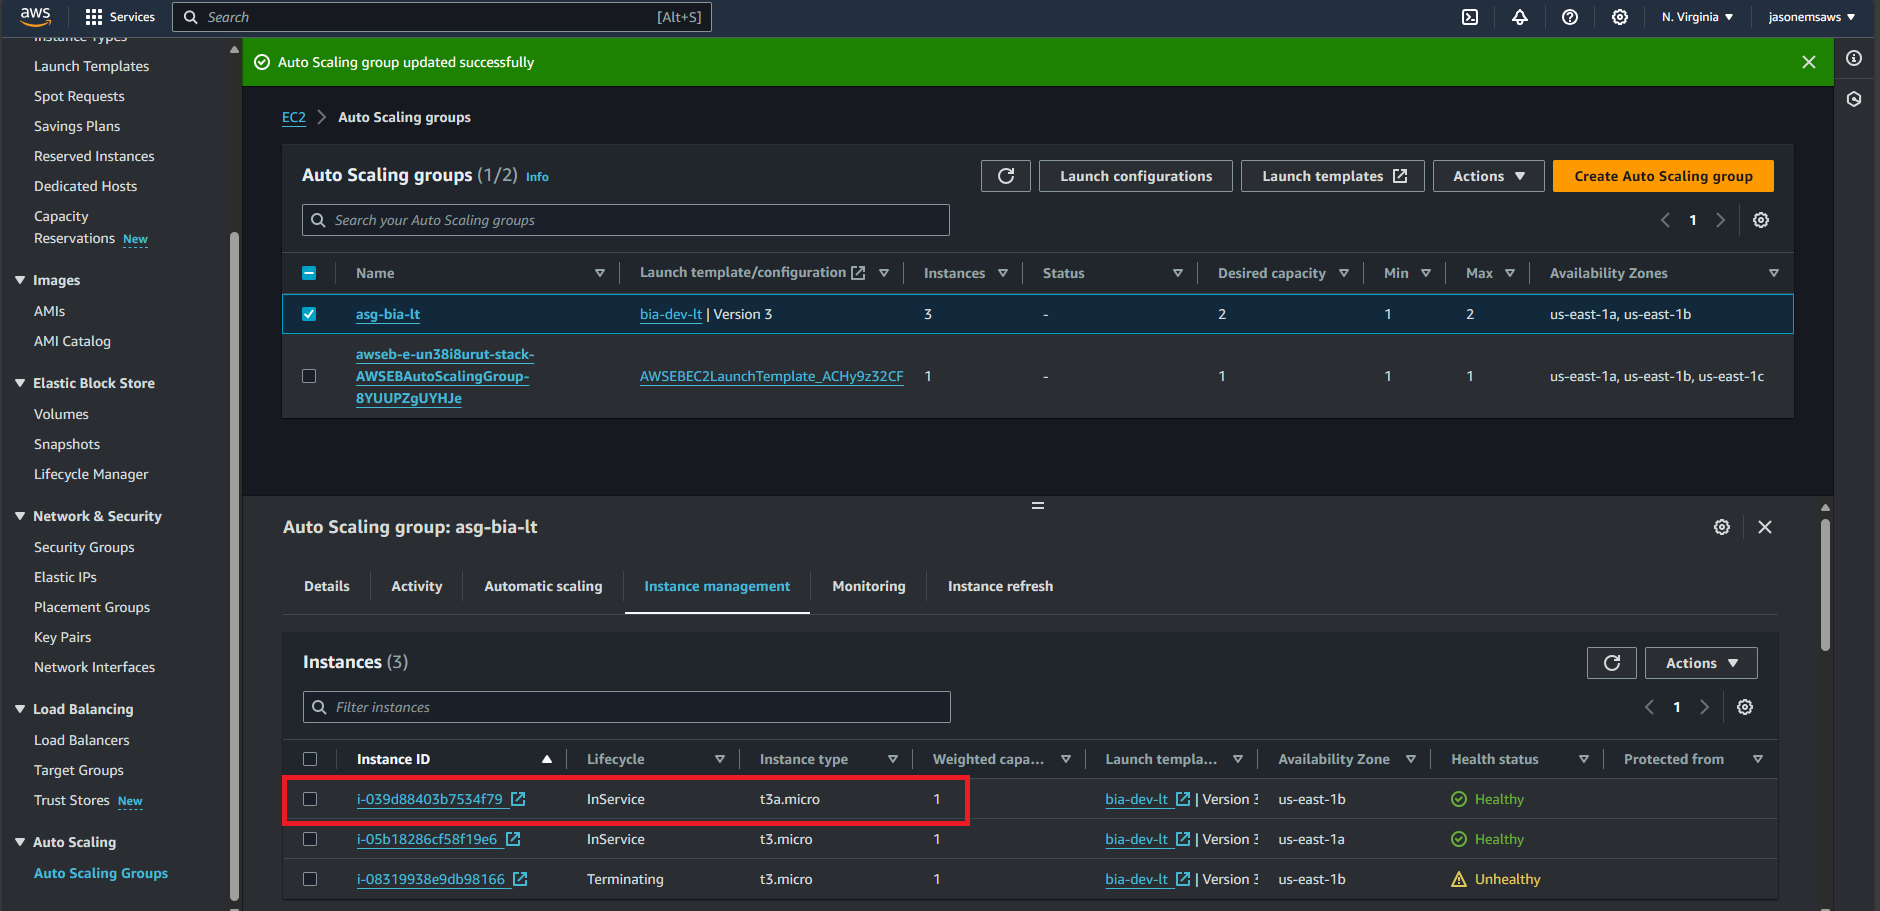 aws
Services
Search
[Alt+S]
N. Virginia
jasonemsaws
Instance Types
Launch Templates
Spot Requests
Savings Plans
Reserved Instances
Dedicated Hosts
Capacity
Reservations New
Images
AMIs
AMI Catalog
Elastic Block Store
Volumes
Snapshots
Lifecycle Manager
Network & Security
Security Groups
Elastic IPs
Placement Groups
Key Pairs
Network Interfaces
Load Balancing
Load Balancers
Target Groups
Trust Stores New
Auto Scaling
Auto Scaling Groups
Auto Scaling group updated successfully
EC2 Auto Scaling groups
Auto Scaling groups (1/2) Info
Launch configurations
Launch templates
Actions
Create Auto Scaling group
Search your Auto Scaling groups
1
Name Launch template/configuration Instances Status Desired capacity Min Max Availability Zones
asg-bia-lt bia-dev-lt | Version 3 3 - 2 1 2 us-east-1a, us-east-1b
awseb-e-un38i8urut-stack-
AWSEBAutoScalingGroup- AWSEBEC2LaunchTemplate_ACHy9z32CF 1 - 1 1 1 us-east-1a, us-east-1b, us-east-1c
8YUUPZgUYHJe
Auto Scaling group: asg-bia-lt
Details Activity Automatic scaling Instance management Monitoring Instance refresh
Instances (3)
Actions
Filter instances
1
Instance ID Lifecycle Instance type Weighted capa... Launch templa... Availability Zone Health status Protected from
i-039d88403b7534f79 InService t3a.micro 1 bia-dev-lt | Version 3 us-east-1b Healthy
i-05b18286cf58f19e6 InService t3.micro 1 bia-dev-lt | Version 3 us-east-1a Healthy
i-08319938e9db98166 Terminating t3.micro 1 bia-dev-lt | Version 3 us-east-1b Unhealthy